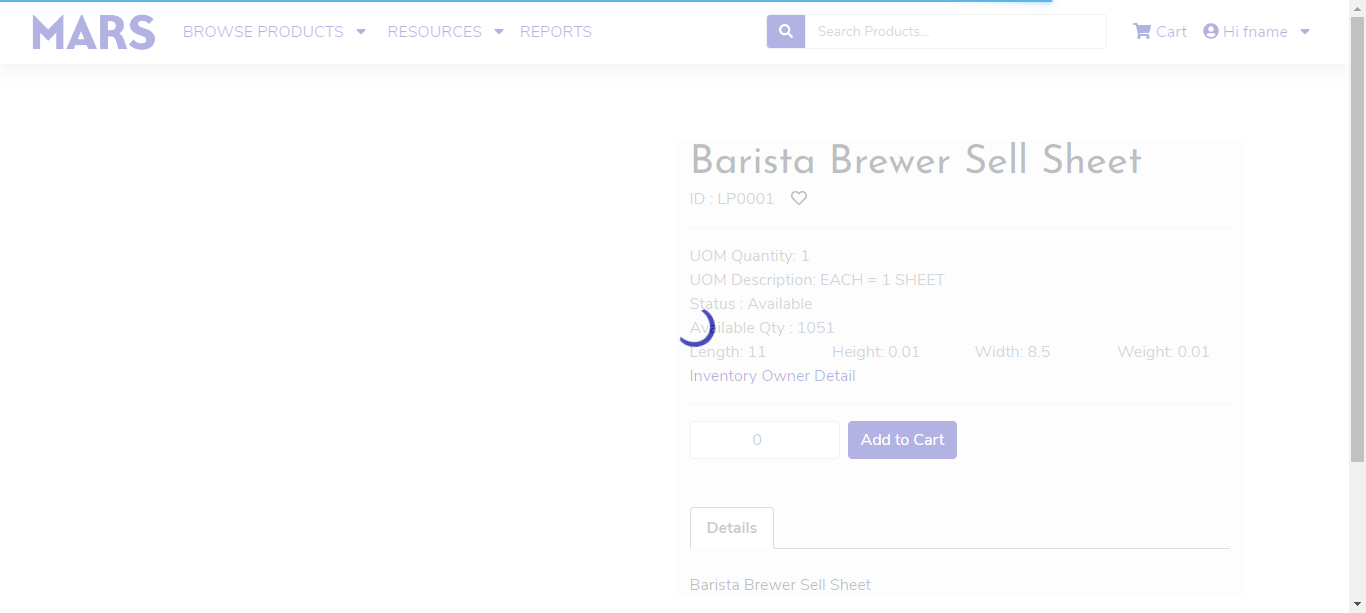 MARS BROWSE PRODUCTS RESOURCES REPORTS Search Products... Cart Hi fname
Barista Brewer Sell Sheet
ID : LP0001
UOM Quantity: 1
UOM Description: EACH = 1 SHEET
Status : Available
Available Qty : 1051
Length: 11 Height: 0.01 Width: 8.5 Weight: 0.01
Inventory Owner Detail
0 Add to Cart
Details
Barista Brewer Sell Sheet